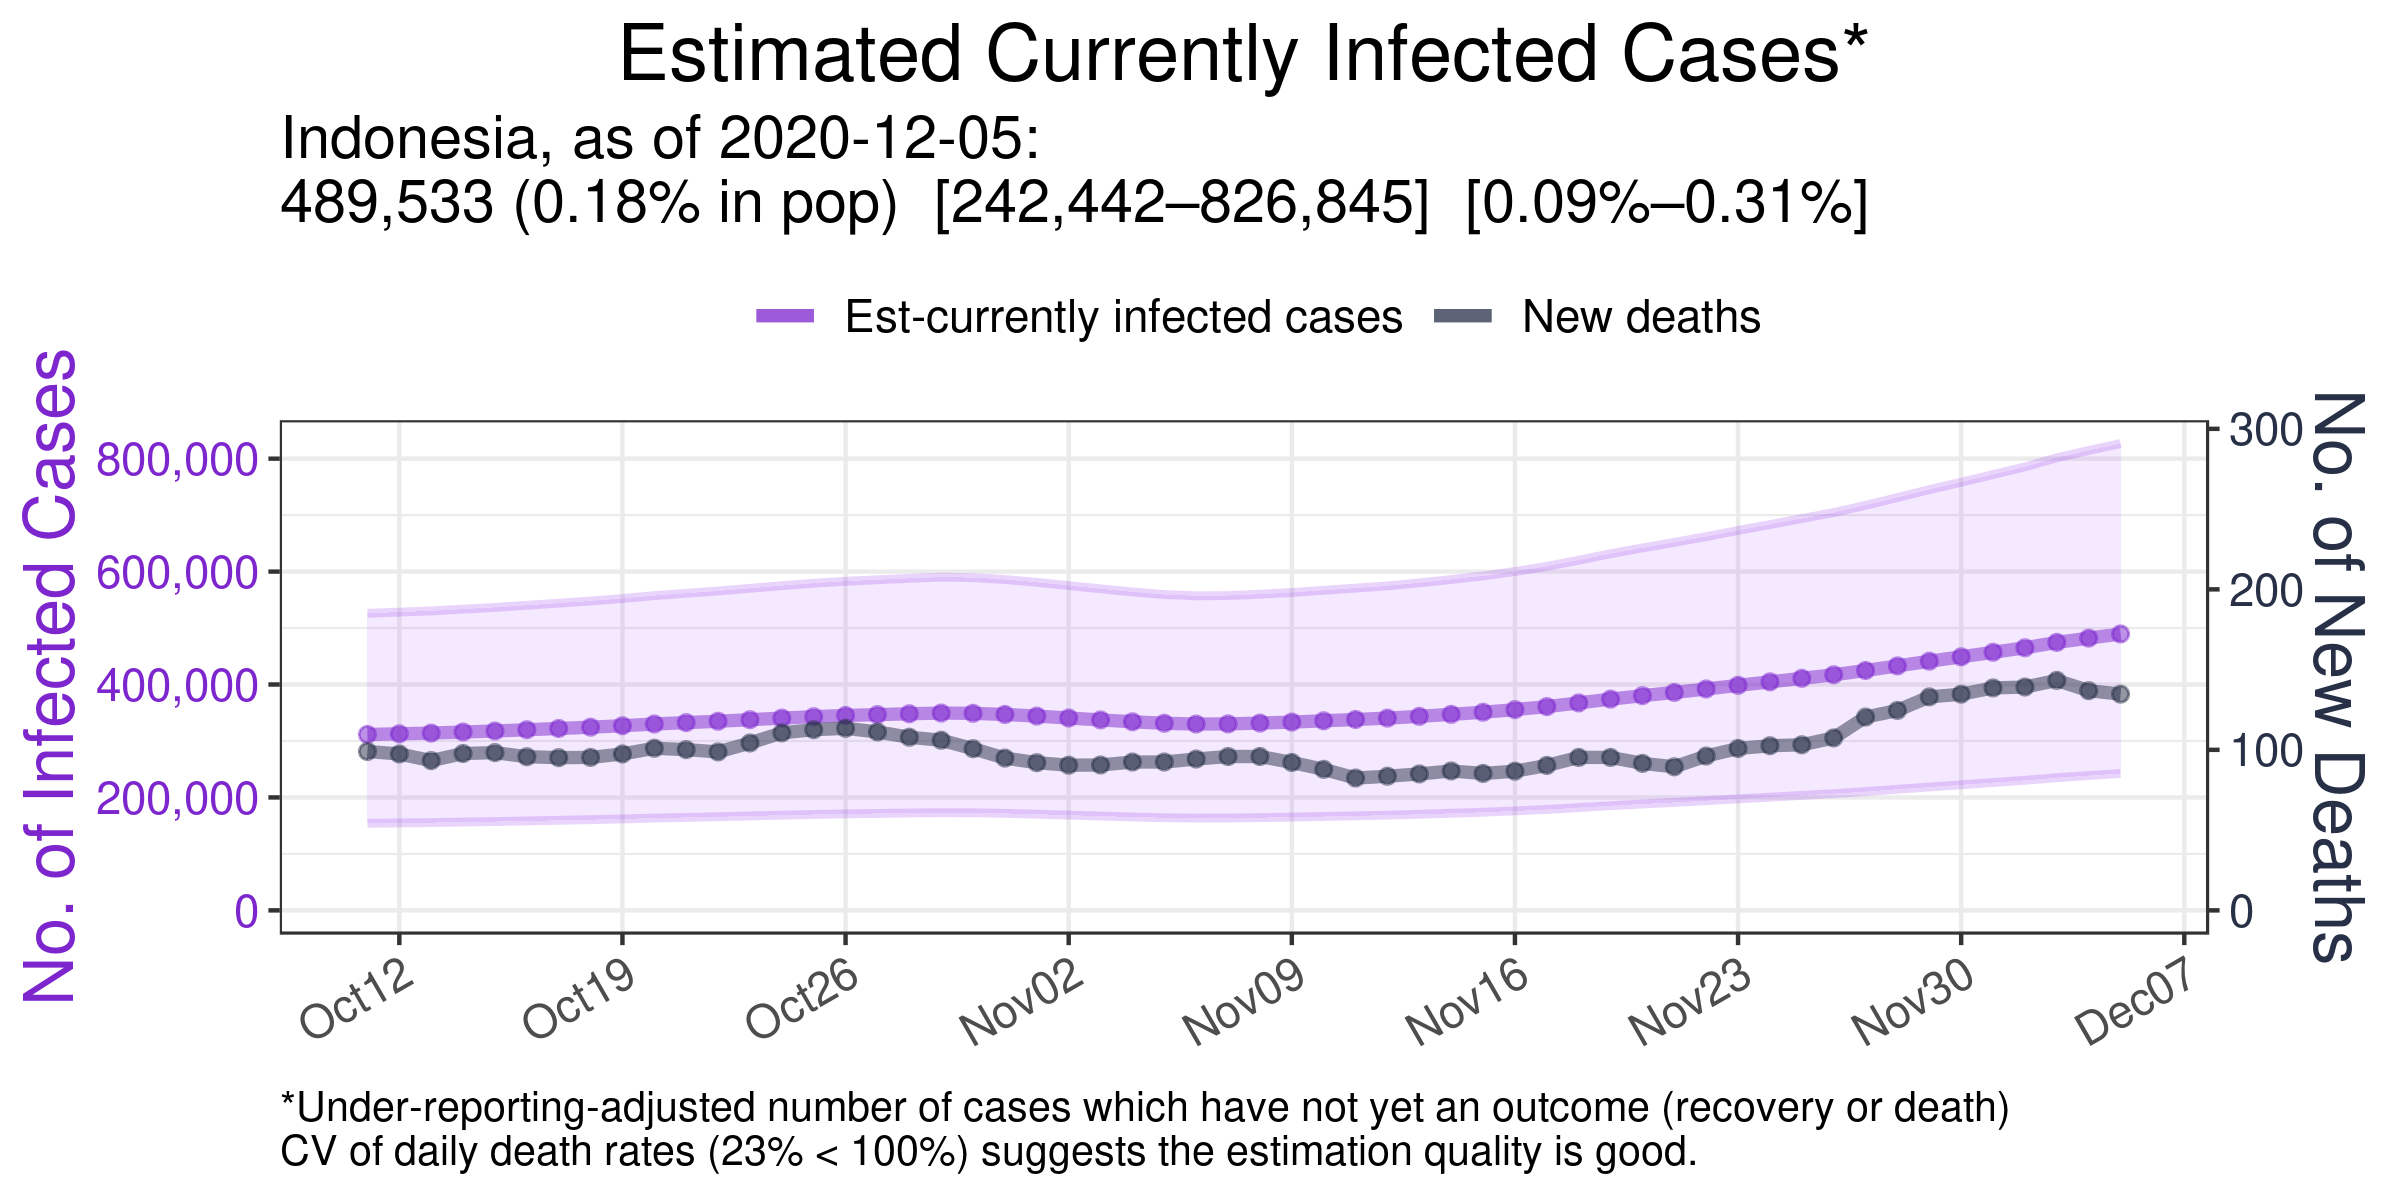 Estimated Currently Infected Cases*
Indonesia, as of 2020-12-05:
489,533 (0.18% in pop)  [242,442–826,845]  [0.09%–0.31%]
Est-currently infected cases
New deaths
No. of Infected Cases
800,000
600,000
400,000
200,000
0
300
200
100
0
No. of New Deaths
Oct12
Oct19
Oct26
Nov02
Nov09
Nov16
Nov23
Nov30
Dec07
*Under-reporting-adjusted number of cases which have not yet an outcome (recovery or death)
CV of daily death rates (23% < 100%) suggests the estimation quality is good.